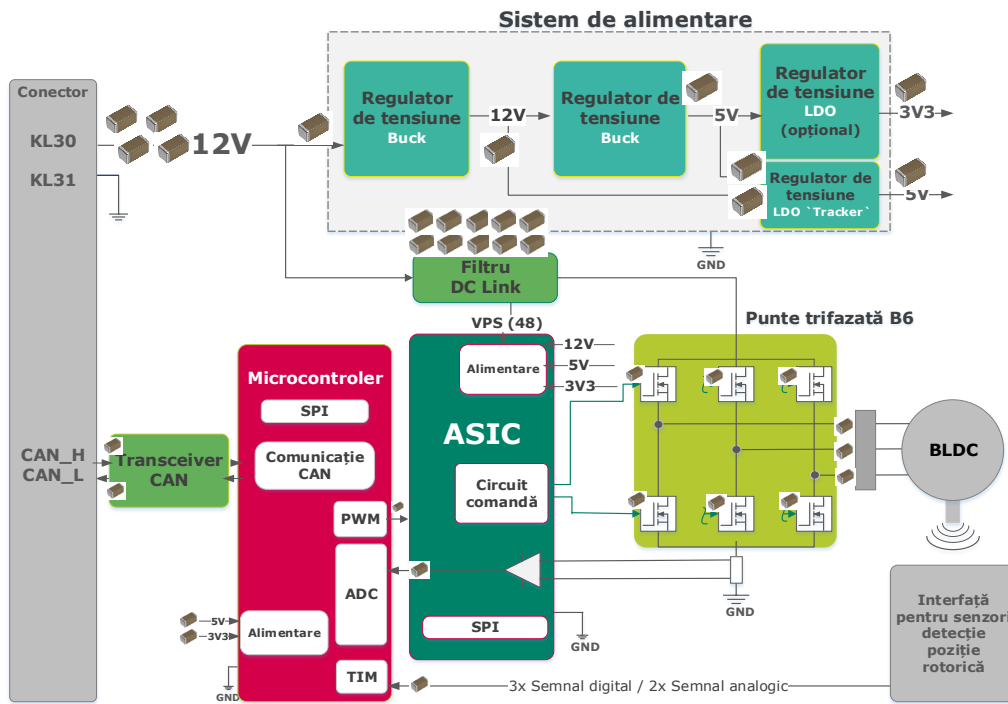 Sistem de alimentare
Conector
KL30
KL31
12V
Regulator
de tensiune
Buck
12V
Regulator
de tensiune
Buck
5V
Regulator
de tensiune
LDO
(opțional)
3V3
Regulator de
tensiune
LDO `Tracker`
5V
GND
Filtru
DC Link
VPS (48)
Punte trifazată B6
Microcontroler
SPI
Comunicație
CAN
PWM
ADC
Alimentare
TIM
5V
3V3
GND
CAN_H
CAN_L
Transceiver
CAN
ASIC
Alimentare
12V
5V
3V3
Circuit
comandă
SPI
GND
GND
BLDC
Interfață
pentru senzori
detecție
poziție
rotorică
3x Semnal digital / 2x Semnal analogic